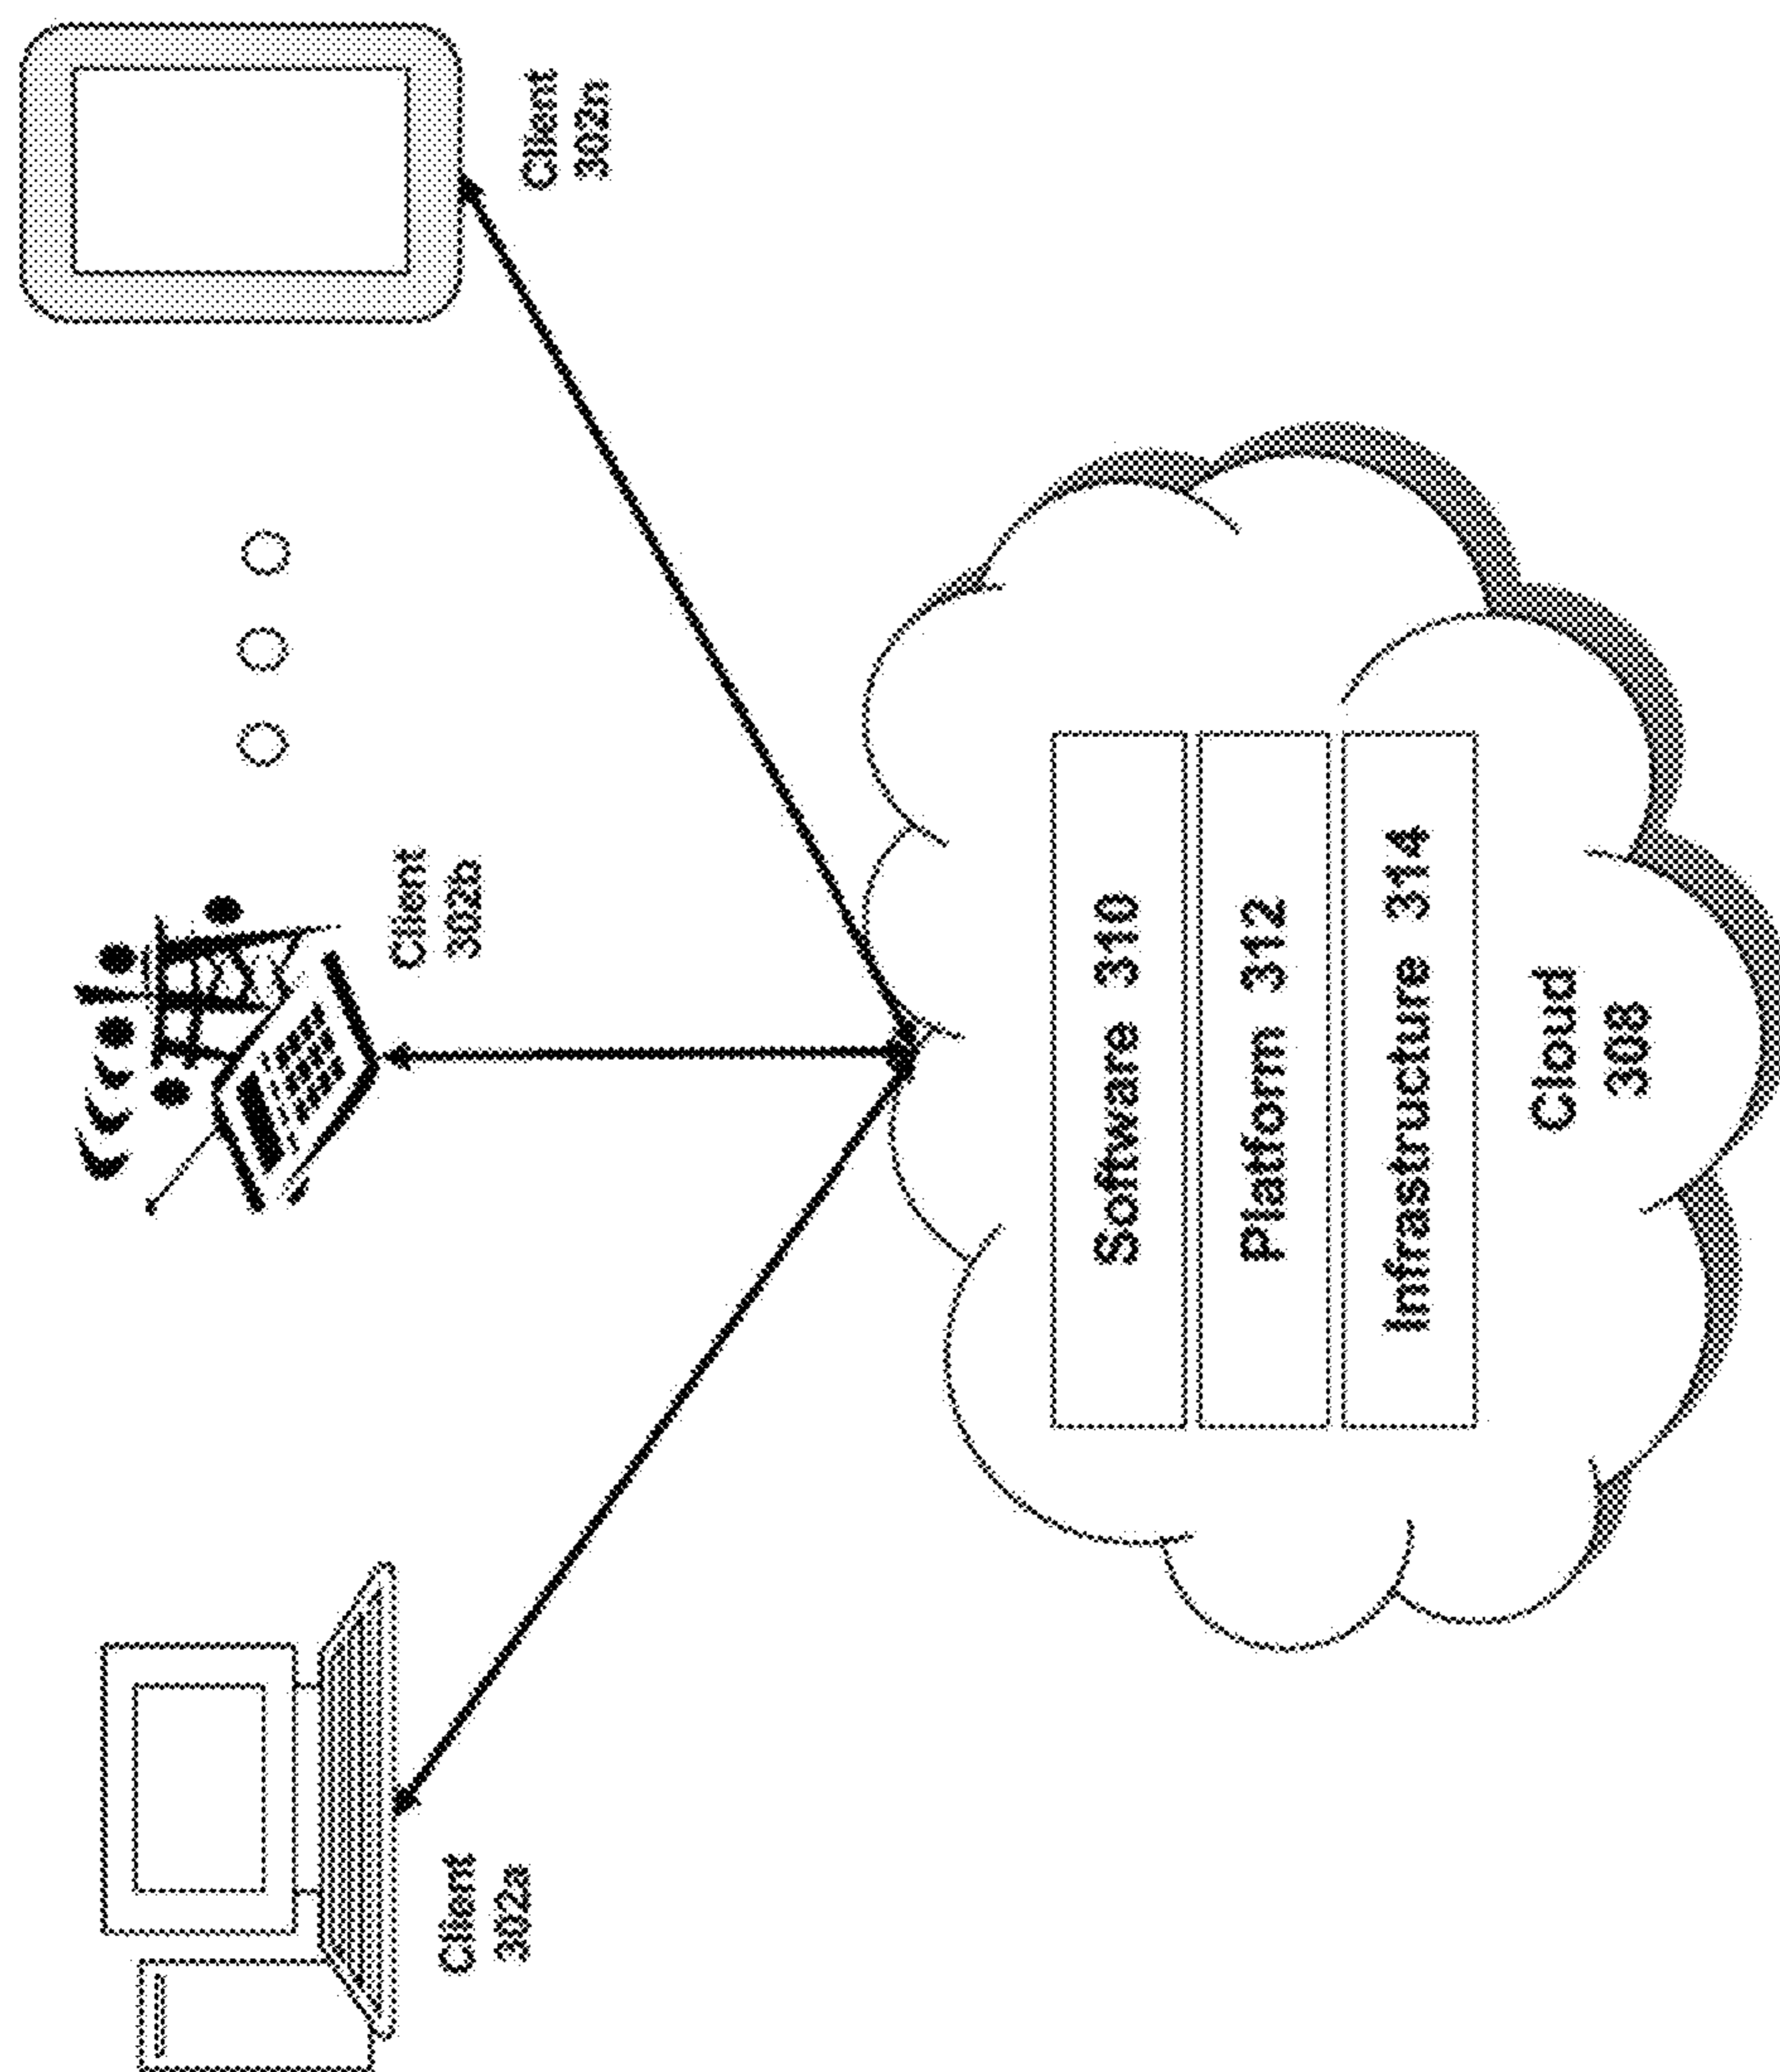 Client
302a
Client
302b
Client
302n
Software 310
Platform 312
Infrastructure 314
Cloud
308